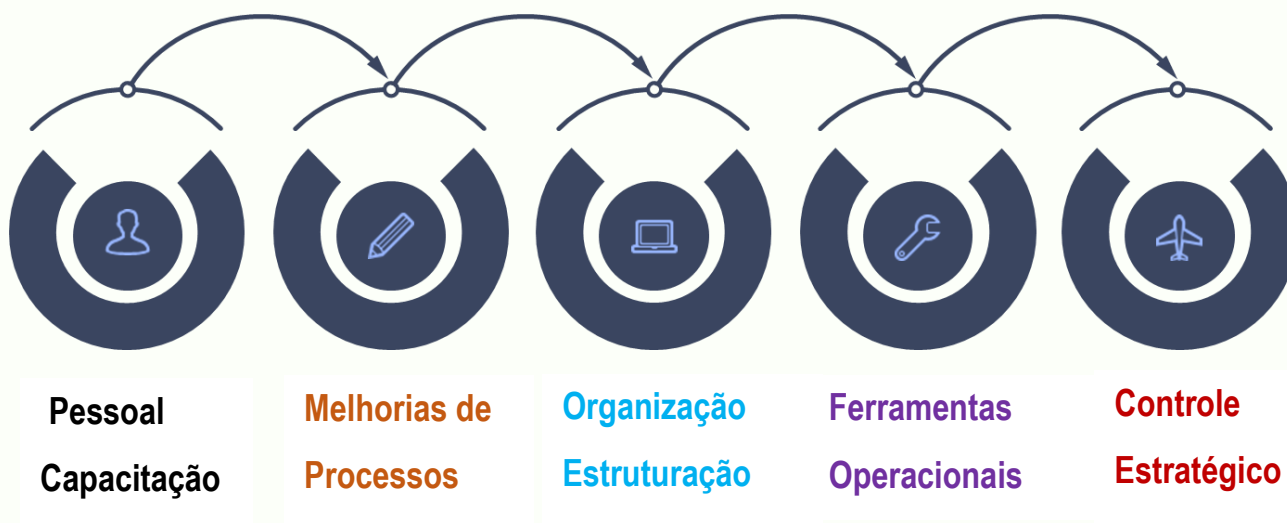 Pessoal
Capacitação
Melhorias de
Processos
Organização
Estruturação
Ferramentas
Operacionais
Controle
Estratégico